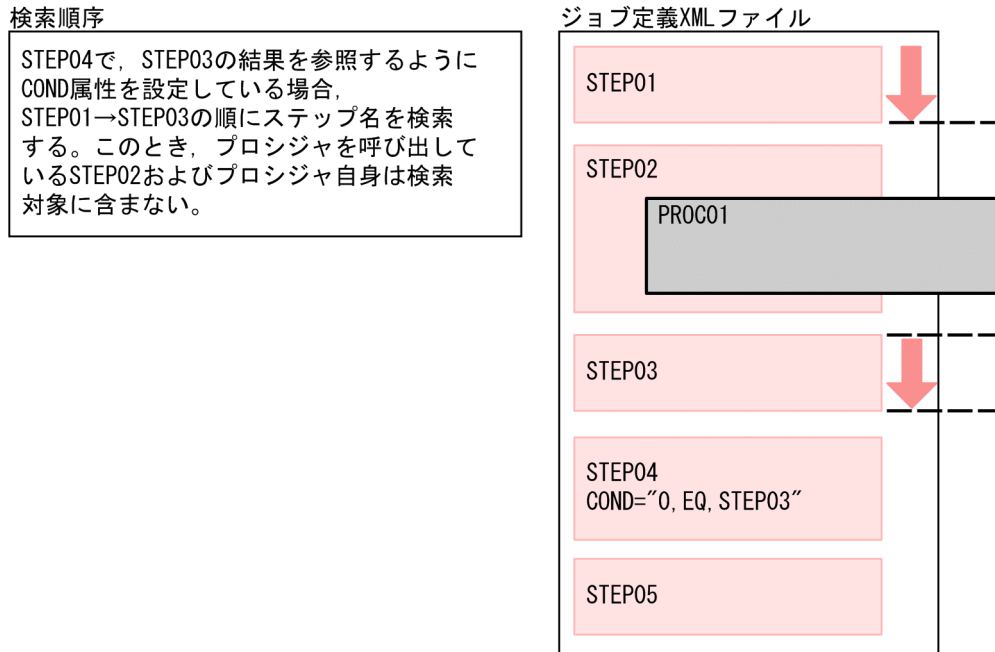 検索順序
STEP04で，STEP03の結果を参照するように
COND属性を設定している場合，
STEP01→STEP03の順にステップ名を検索
する。このとき，プロシジャを呼び出して
いるSTEP02およびプロシジャ自身は検索
対象に含まない。
ジョブ定義XMLファイル
STEP01
STEP02
PROC01
STEP03
STEP04
COND="0,EQ,STEP03"
STEP05